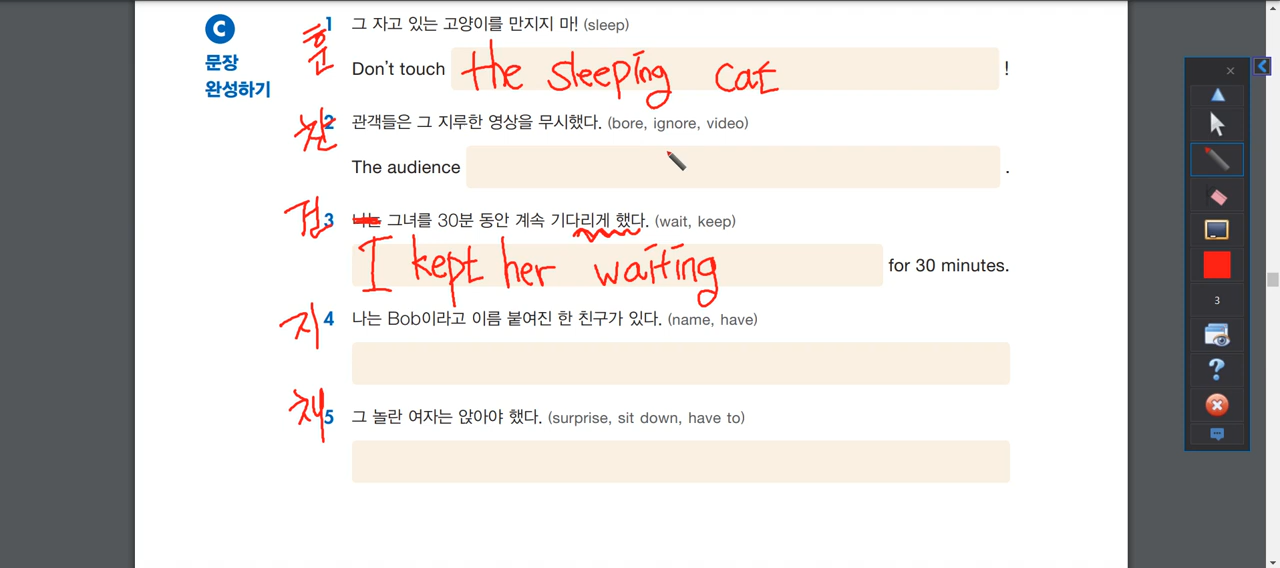 C
문장
완성하기
훈 1 그 자고 있는 고양이를 만지지 마! (sleep)
Don't touch the sleeping cat !
찬 2 관객들은 그 지루한 영상을 무시했다. (bore, ignore, video)
The audience .
3 그녀를 30분 동안 계속 기다리게 했다. (wait, keep)
I kept her waiting for 30 minutes.
지 4 나는 Bob이라고 이름 붙여진 한 친구가 있다. (name, have)
채 5 그 놀란 여자는 앉아야 했다. (surprise, sit down, have to)
3